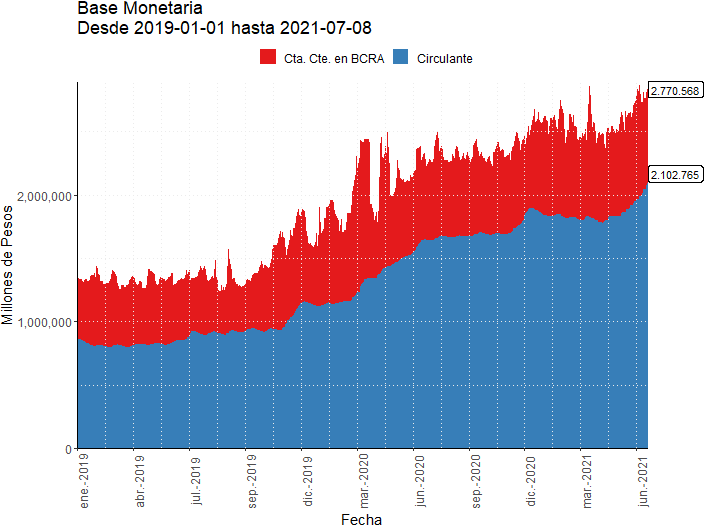 Base Monetaria
Desde 2019-01-01 hasta 2021-07-08
Cta. Cte. en BCRA
Circulante
2.770.568
2.102.765
2,000,000
1,000,000
0
Millones de Pesos
ene.-2019
abr.-2019
jul.-2019
sep.-2019
dic.-2019
mar.-2020
jun.-2020
sep.-2020
dic.-2020
mar.-2021
jun.-2021
Fecha